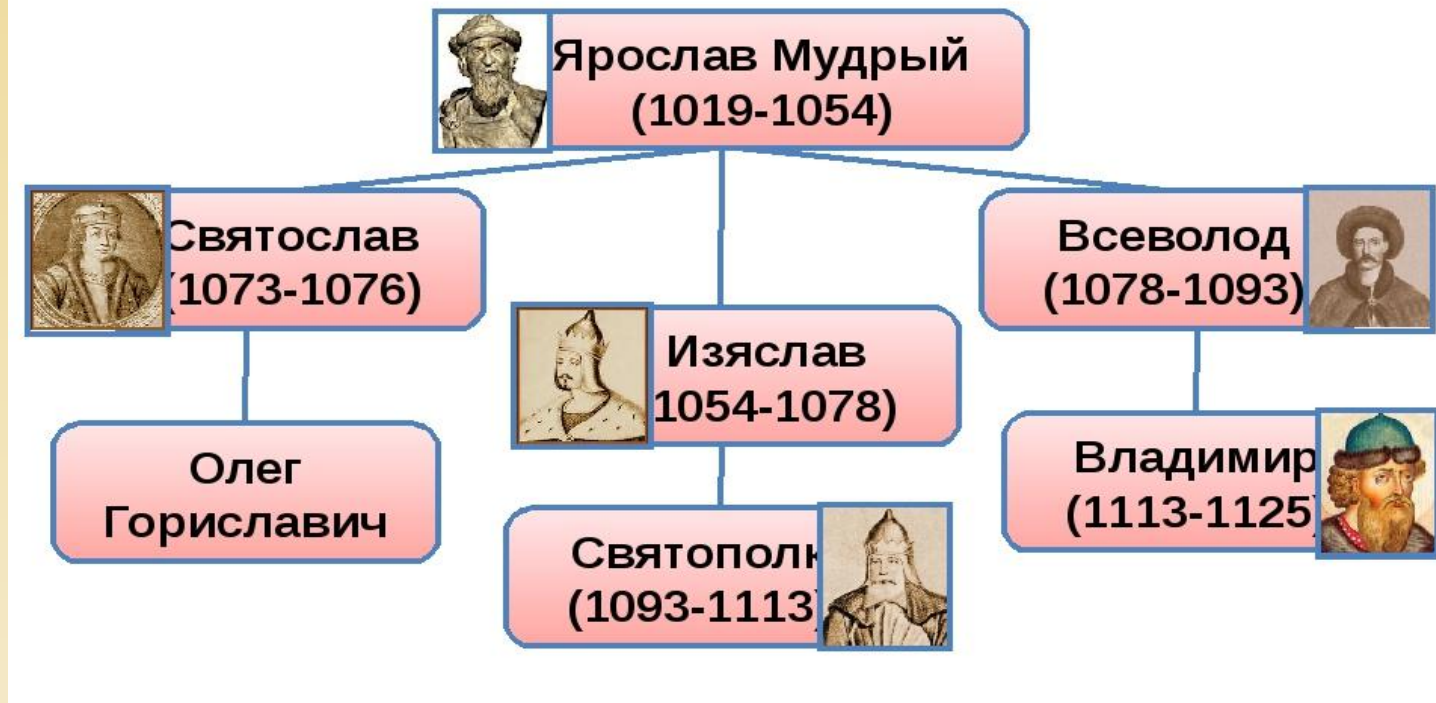 Ярослав Мудрый
(1019-1054)
Святослав
(1073-1076)
Всеволод
(1078-1093)
Изяслав
1054-1078)
Олег
Гориславич
Владимир
(1113-1125)
Святополк
(1093-1113)